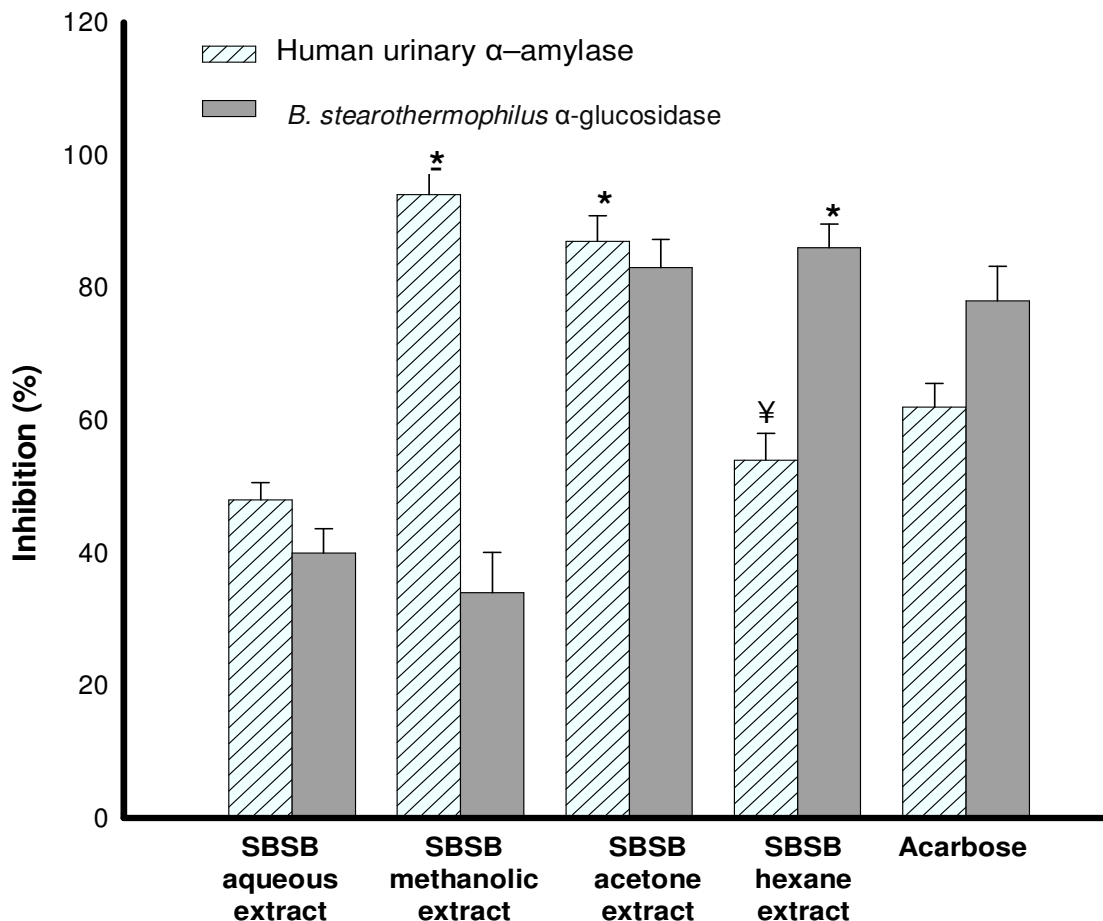 120
Human urinary α–amylase
B. stearothermophilus α-glucosidase
100
*
*
*
80
Inhibition (%)
60
¥
40
20
0
SBSB aqueous extract
SBSB methanolic extract
SBSB acetone extract
SBSB hexane extract
Acarbose